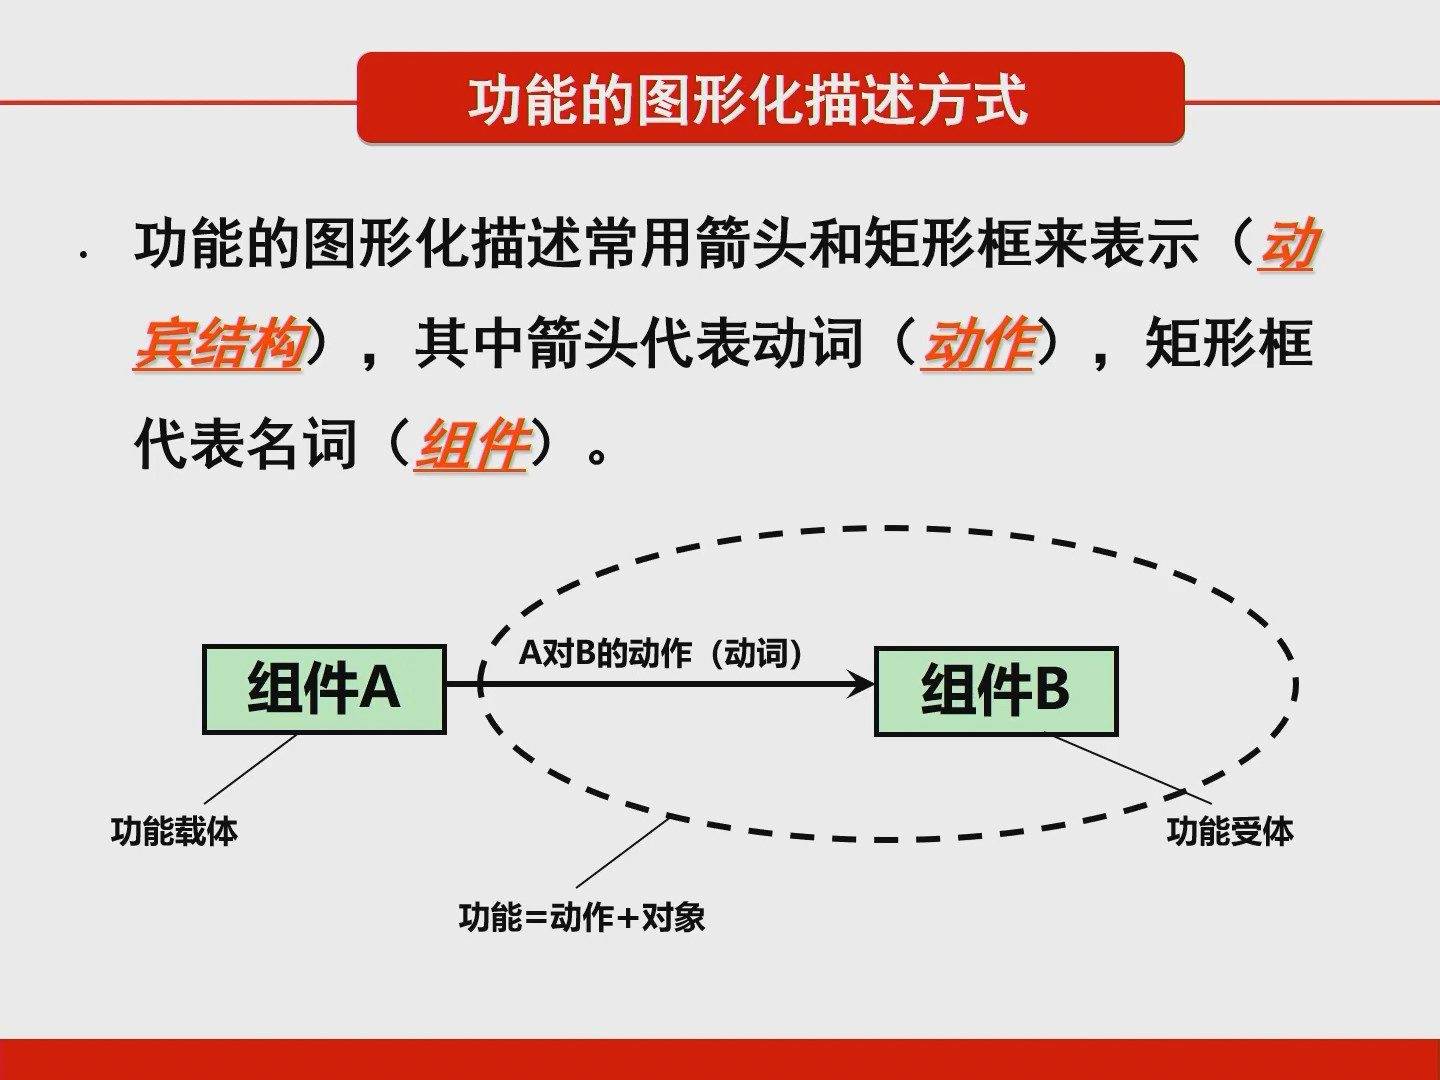 功能的图形化描述方式
· 功能的图形化描述常用箭头和矩形框来表示（动
宾结构），其中箭头代表动词（动作），矩形框
代表名词（组件）。
A对B的动作（动词）
组件A
组件B
功能载体
功能受体
功能=动作+对象